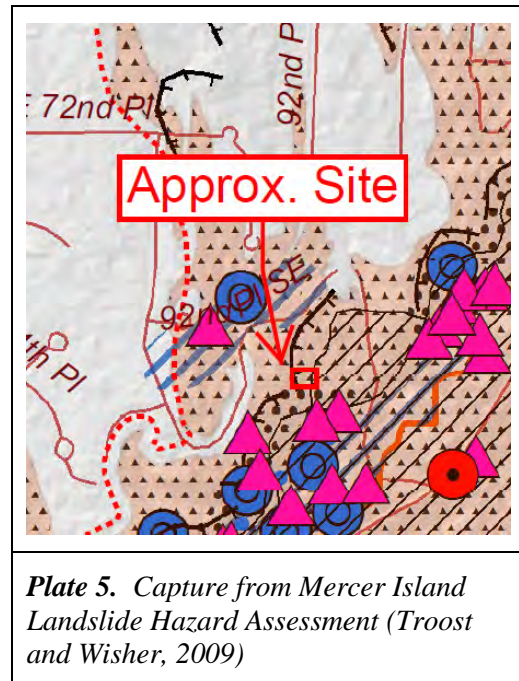 E 72nd Pl
92nd
Approx. Site
92nd Pl SE
4th Pl
Plate 5. Capture from Mercer Island
Landslide Hazard Assessment (Troost
and Wisher, 2009)